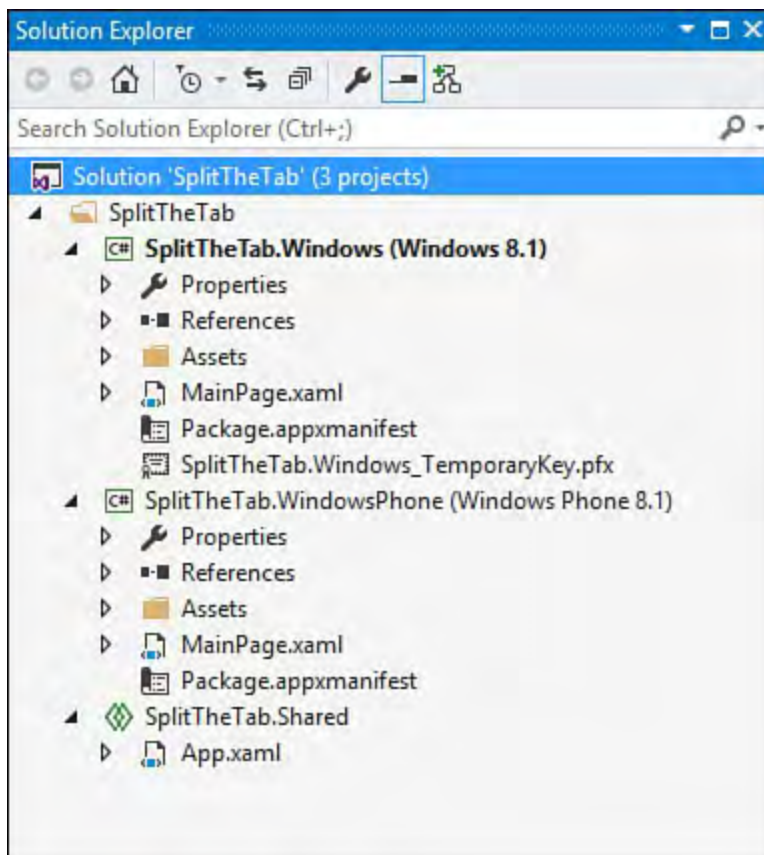 Solution Explorer
Search Solution Explorer (Ctrl+;)
Solution 'SplitTheTab' (3 projects)
SplitTheTab
C# SplitTheTab.Windows (Windows 8.1)
Properties
References
Assets
MainPage.xaml
Package.appxmanifest
SplitTheTab.Windows_TemporaryKey.pfx
C# SplitTheTab.WindowsPhone (Windows Phone 8.1)
Properties
References
Assets
MainPage.xaml
Package.appxmanifest
SplitTheTab.Shared
App.xaml